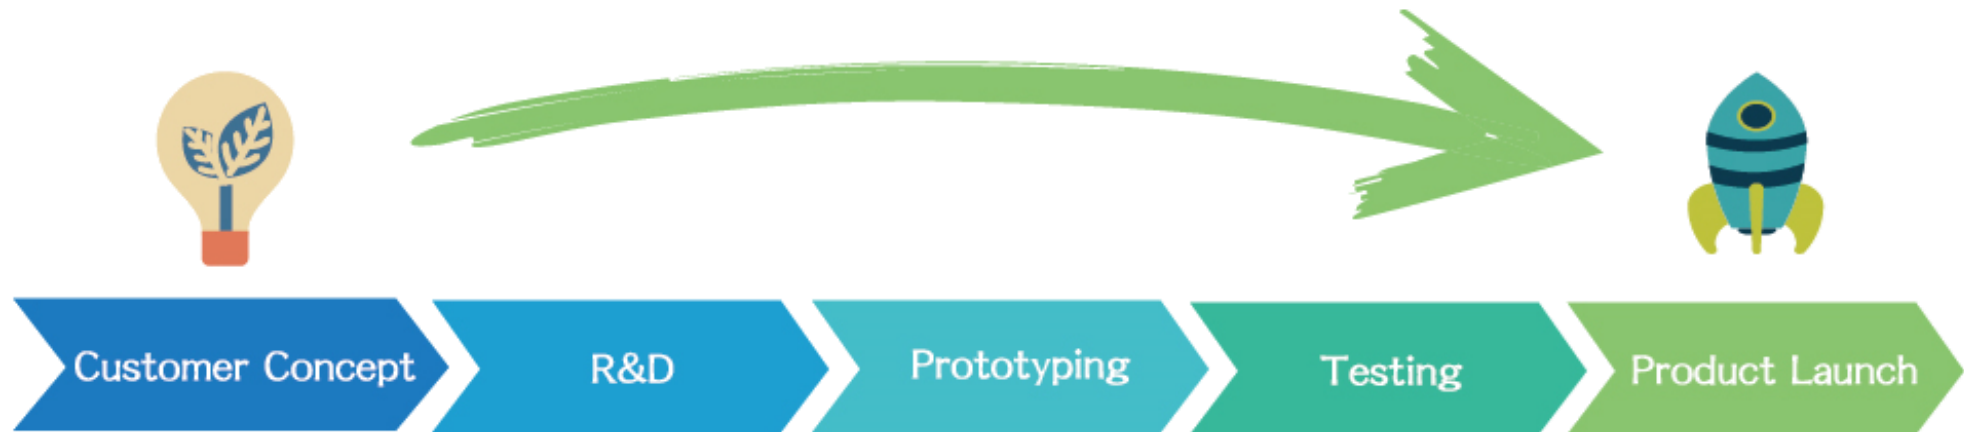 Customer Concept
R&D
Prototyping
Testing
Product Launch